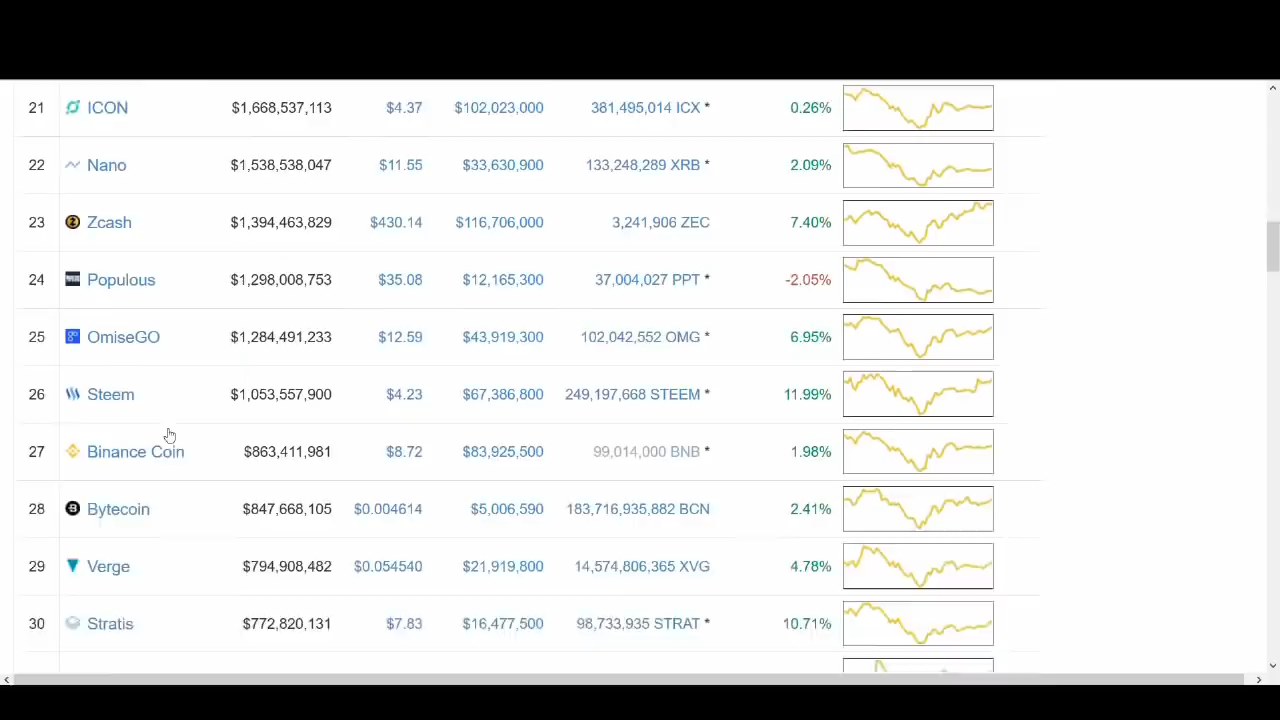 21 ICON $1,668,537,113 $4.37 $102,023,000 381,495,014 ICX * 0.26%
22 Nano $1,538,538,047 $11.55 $33,630,900 133,248,289 XRB * 2.09%
23 Zcash $1,394,463,829 $430.14 $116,706,000 3,241,906 ZEC 7.40%
24 Populous $1,298,008,753 $35.08 $12,165,300 37,004,027 PPT * -2.05%
25 OmiseGO $1,284,491,233 $12.59 $43,919,300 102,042,552 OMG * 6.95%
26 Steem $1,053,557,900 $4.23 $67,386,800 249,197,668 STEEM * 11.99%
27 Binance Coin $863,411,981 $8.72 $83,925,500 99,014,000 BNB * 1.98%
28 Bytecoin $847,668,105 $0.004614 $5,006,590 183,716,935,882 BCN 2.41%
29 Verge $794,908,482 $0.054540 $21,919,800 14,574,806,365 XVG 4.78%
30 Stratis $772,820,131 $7.83 $16,477,500 98,733,935 STRAT * 10.71%